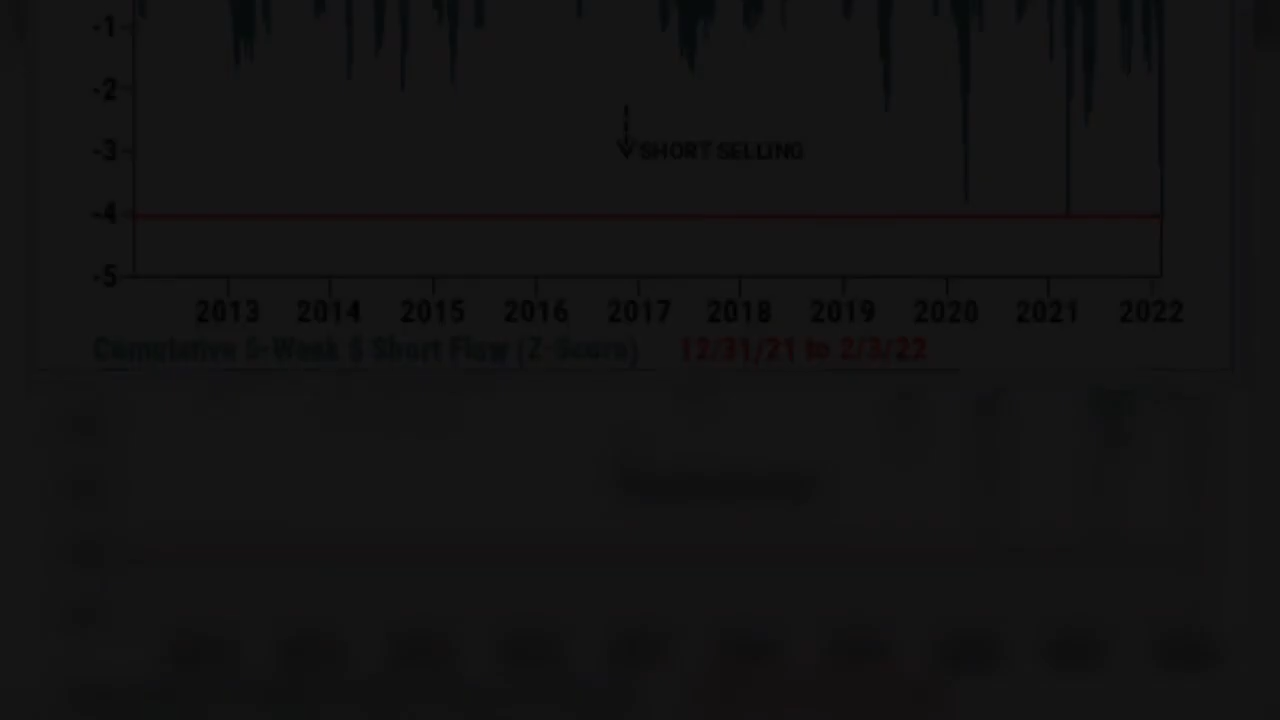 -1
-2
-3 SHORT SELLING
-4
-5
2013 2014 2015 2016 2017 2018 2019 2020 2021 2022
Cumulative 5-Week $ Short Flow (Z-Score) 12/31/21 to 2/3/22